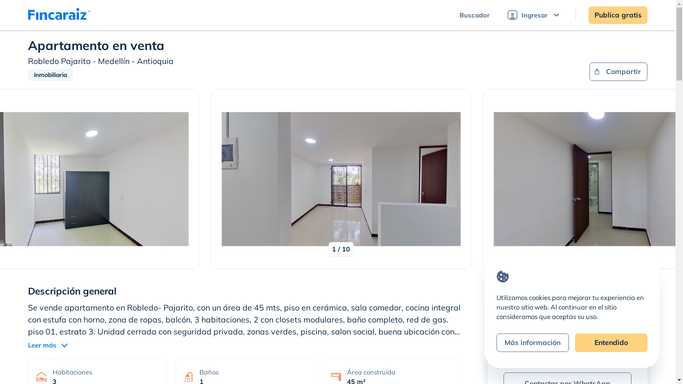 Fincaraiz
Buscador
Ingresar
Publica gratis
Apartamento en venta
Robledo Pajarito - Medellín - Antioquia
Inmobiliaria
Compartir
1 / 10
Descripción general
Se vende apartamento en Robledo- Pajarito, con un área de 45 mts, piso en cerámica, sala comedor, cocina integral
con estufa con horno, zona de ropas, balcón, 3 habitaciones, 2 con closets modulares, baño completo, red de gas.
piso 01, estrato 3. Unidad cerrada con seguridad privada, zonas verdes, piscina, salon social, buena ubicación con...
Leer más
Habitaciones
3
Baños
1
Área construida
45 m²
Utilizamos cookies para mejorar tu experiencia en
nuestro sitio web. Al continuar en el sitio
consideramos que aceptas su uso.
Más información
Entendido
Contactar por WhatsApp